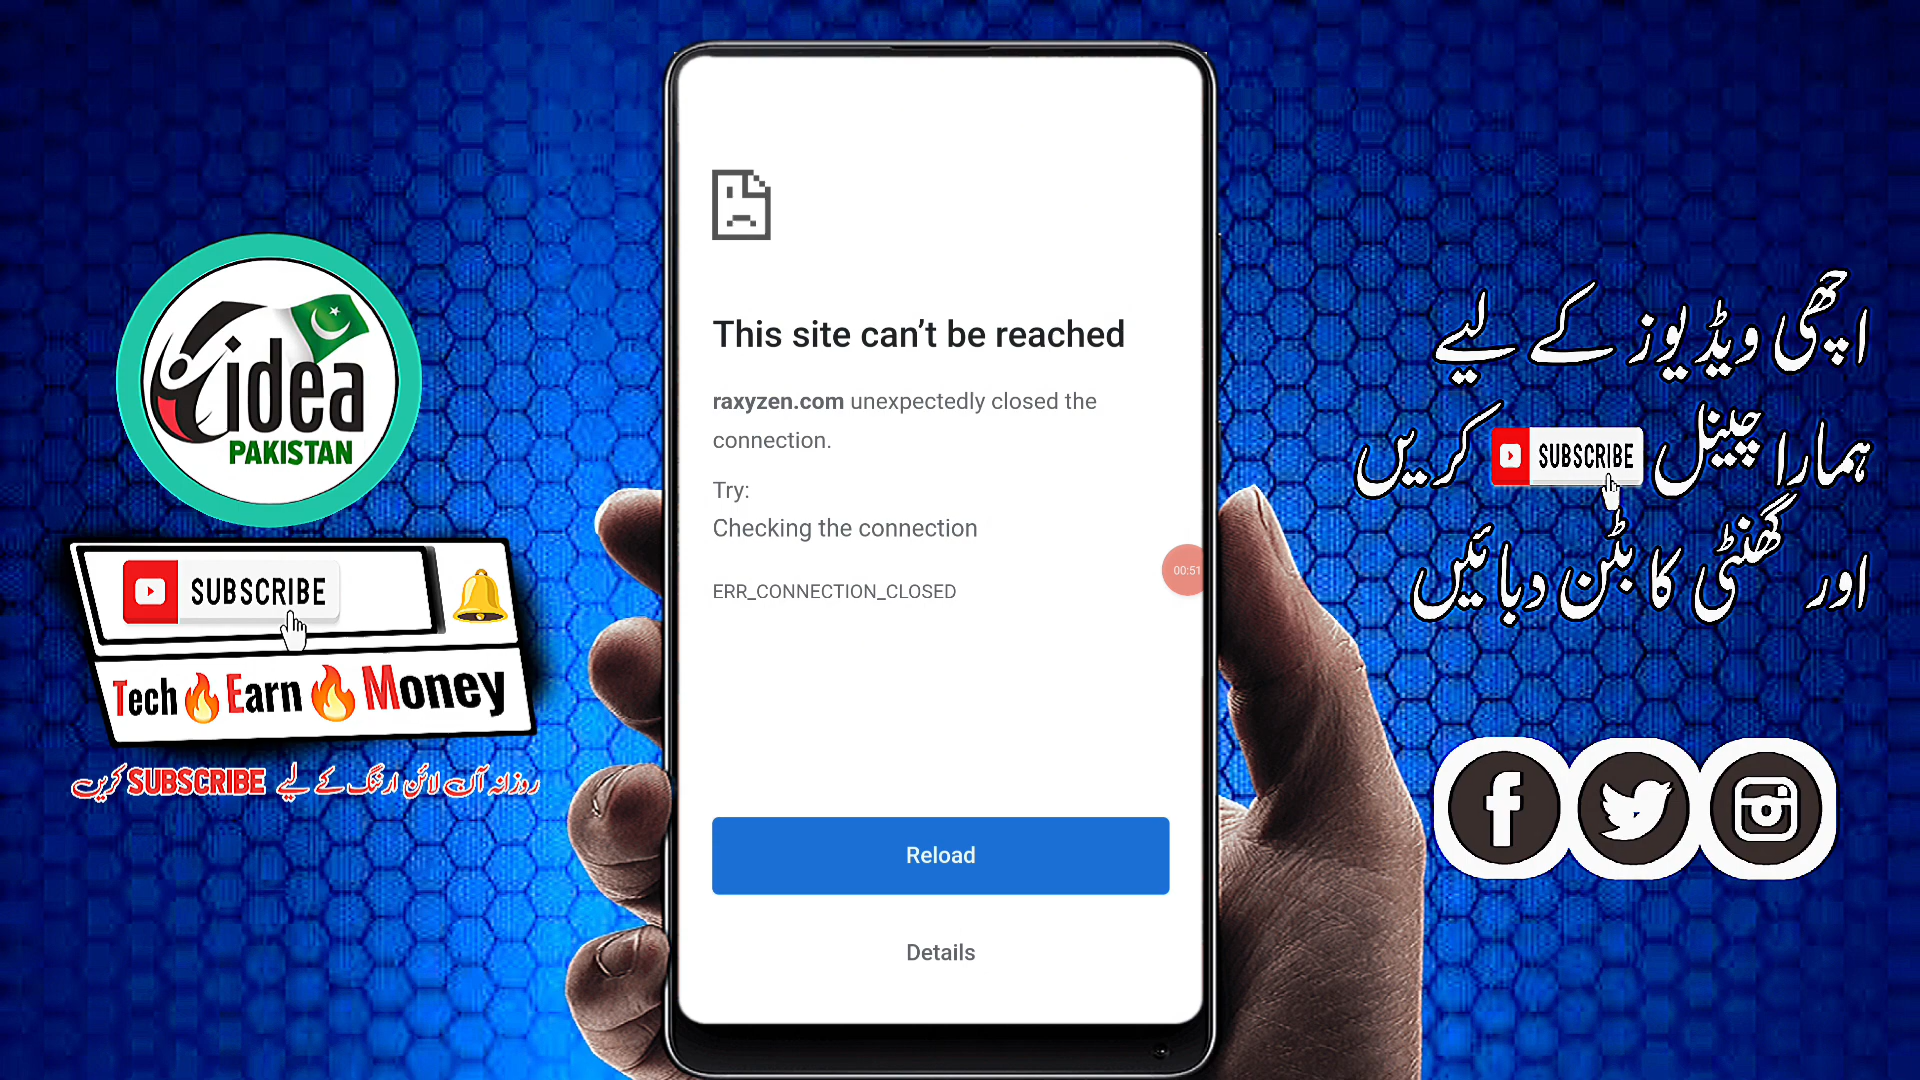 idea
PAKISTAN
SUBSCRIBE
Tech🔥Earn🔥Money
روزانہ آن لائن ارننگ کے لیے SUBSCRIBE کریں
This site can’t be reached
raxyzen.com unexpectedly closed the
connection.
Try:
Checking the connection
ERR_CONNECTION_CLOSED
00:51
Reload
Details
اچھی ویڈیوز کے لیے
ہمارا چینل SUBSCRIBE کریں
اور گھنٹی کا بٹن دبائیں